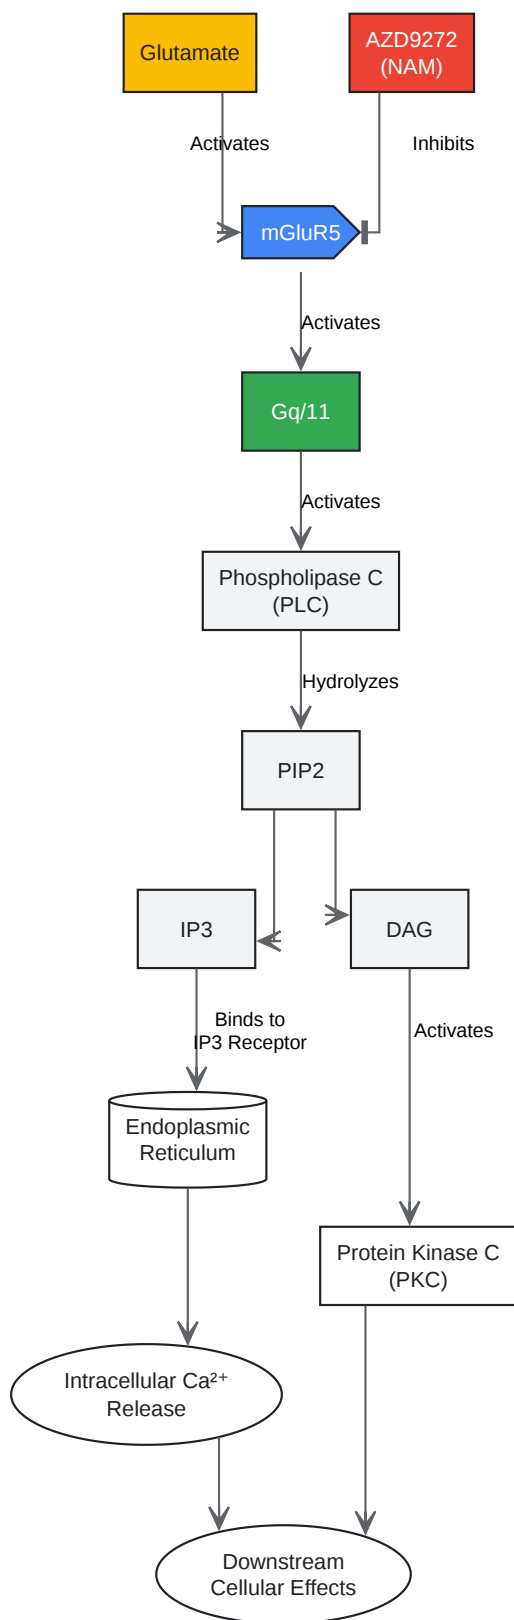 Glutamate
AZD9272
(NAM)
Activates
Inhibits
mGluR5
Activates
Gq/11
Activates
Phospholipase C
(PLC)
Hydrolyzes
PIP2
IP3
DAG
Binds to
IP3 Receptor
Activates
Endoplasmic
Reticulum
Protein Kinase C
(PKC)
Intracellular Ca²⁺
Release
Downstream
Cellular Effects